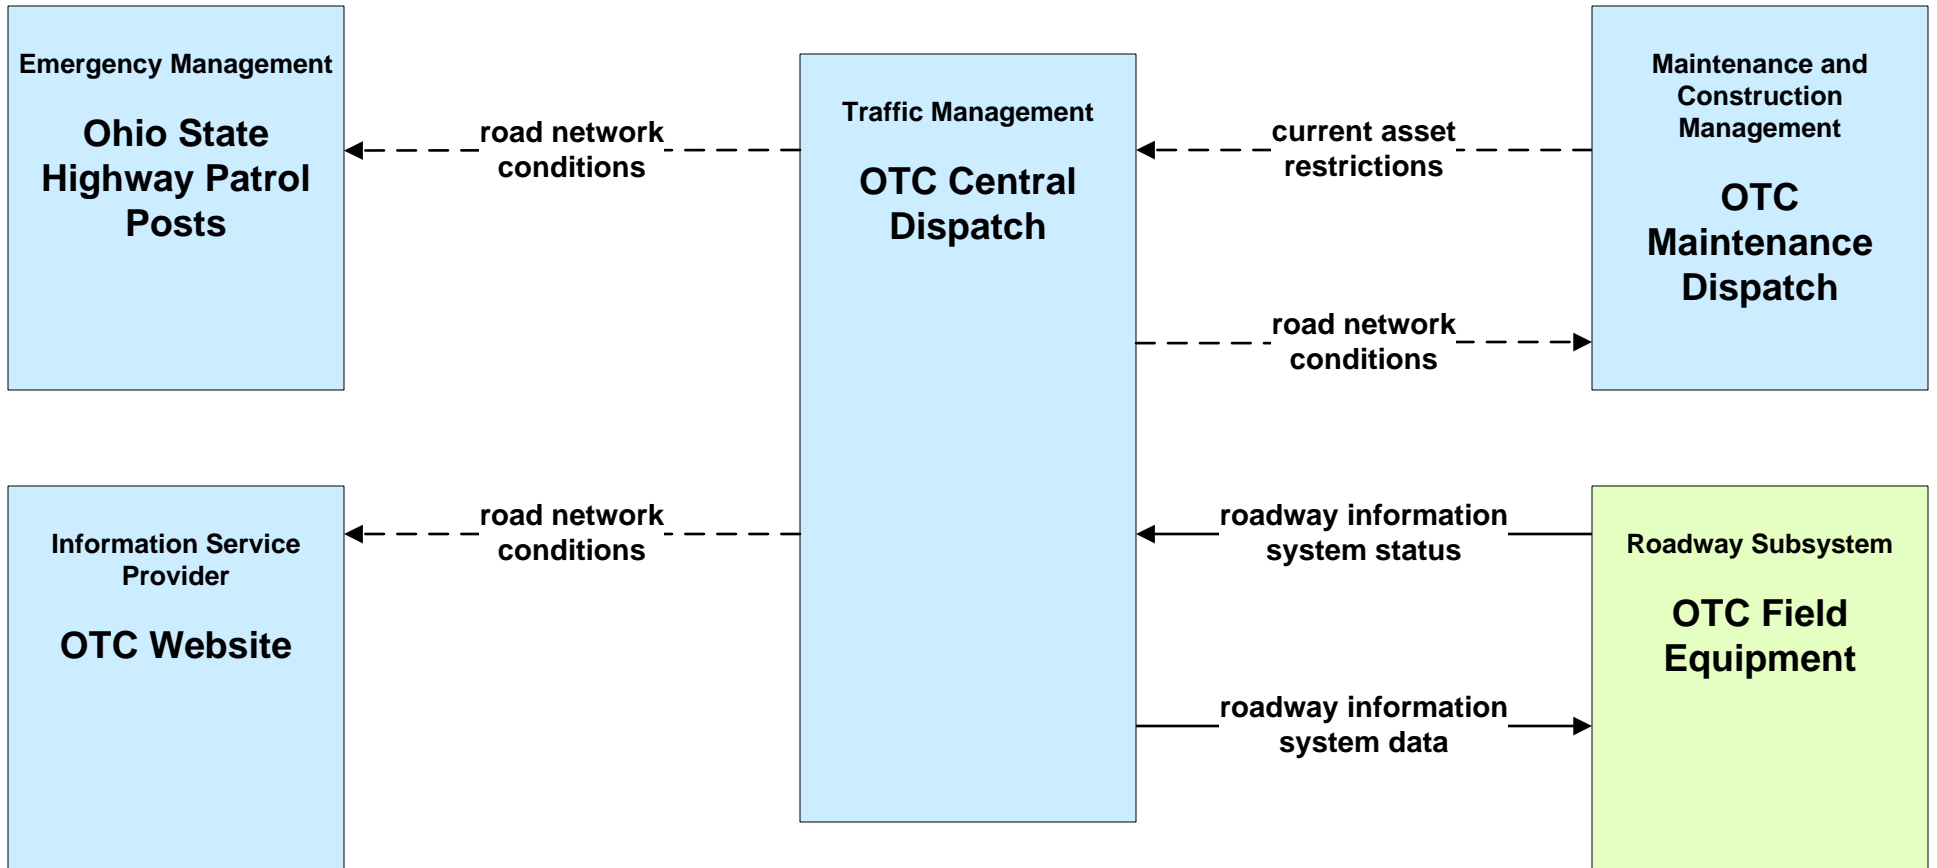 Emergency Management
Ohio State
Highway Patrol
Posts
road network
conditions
Traffic Management
OTC Central
Dispatch
current asset
restrictions
Maintenance and
Construction
Management
OTC
Maintenance
Dispatch
road network
conditions
Information Service
Provider
OTC Website
road network
conditions
roadway information
system status
Roadway Subsystem
OTC Field
Equipment
roadway information
system data